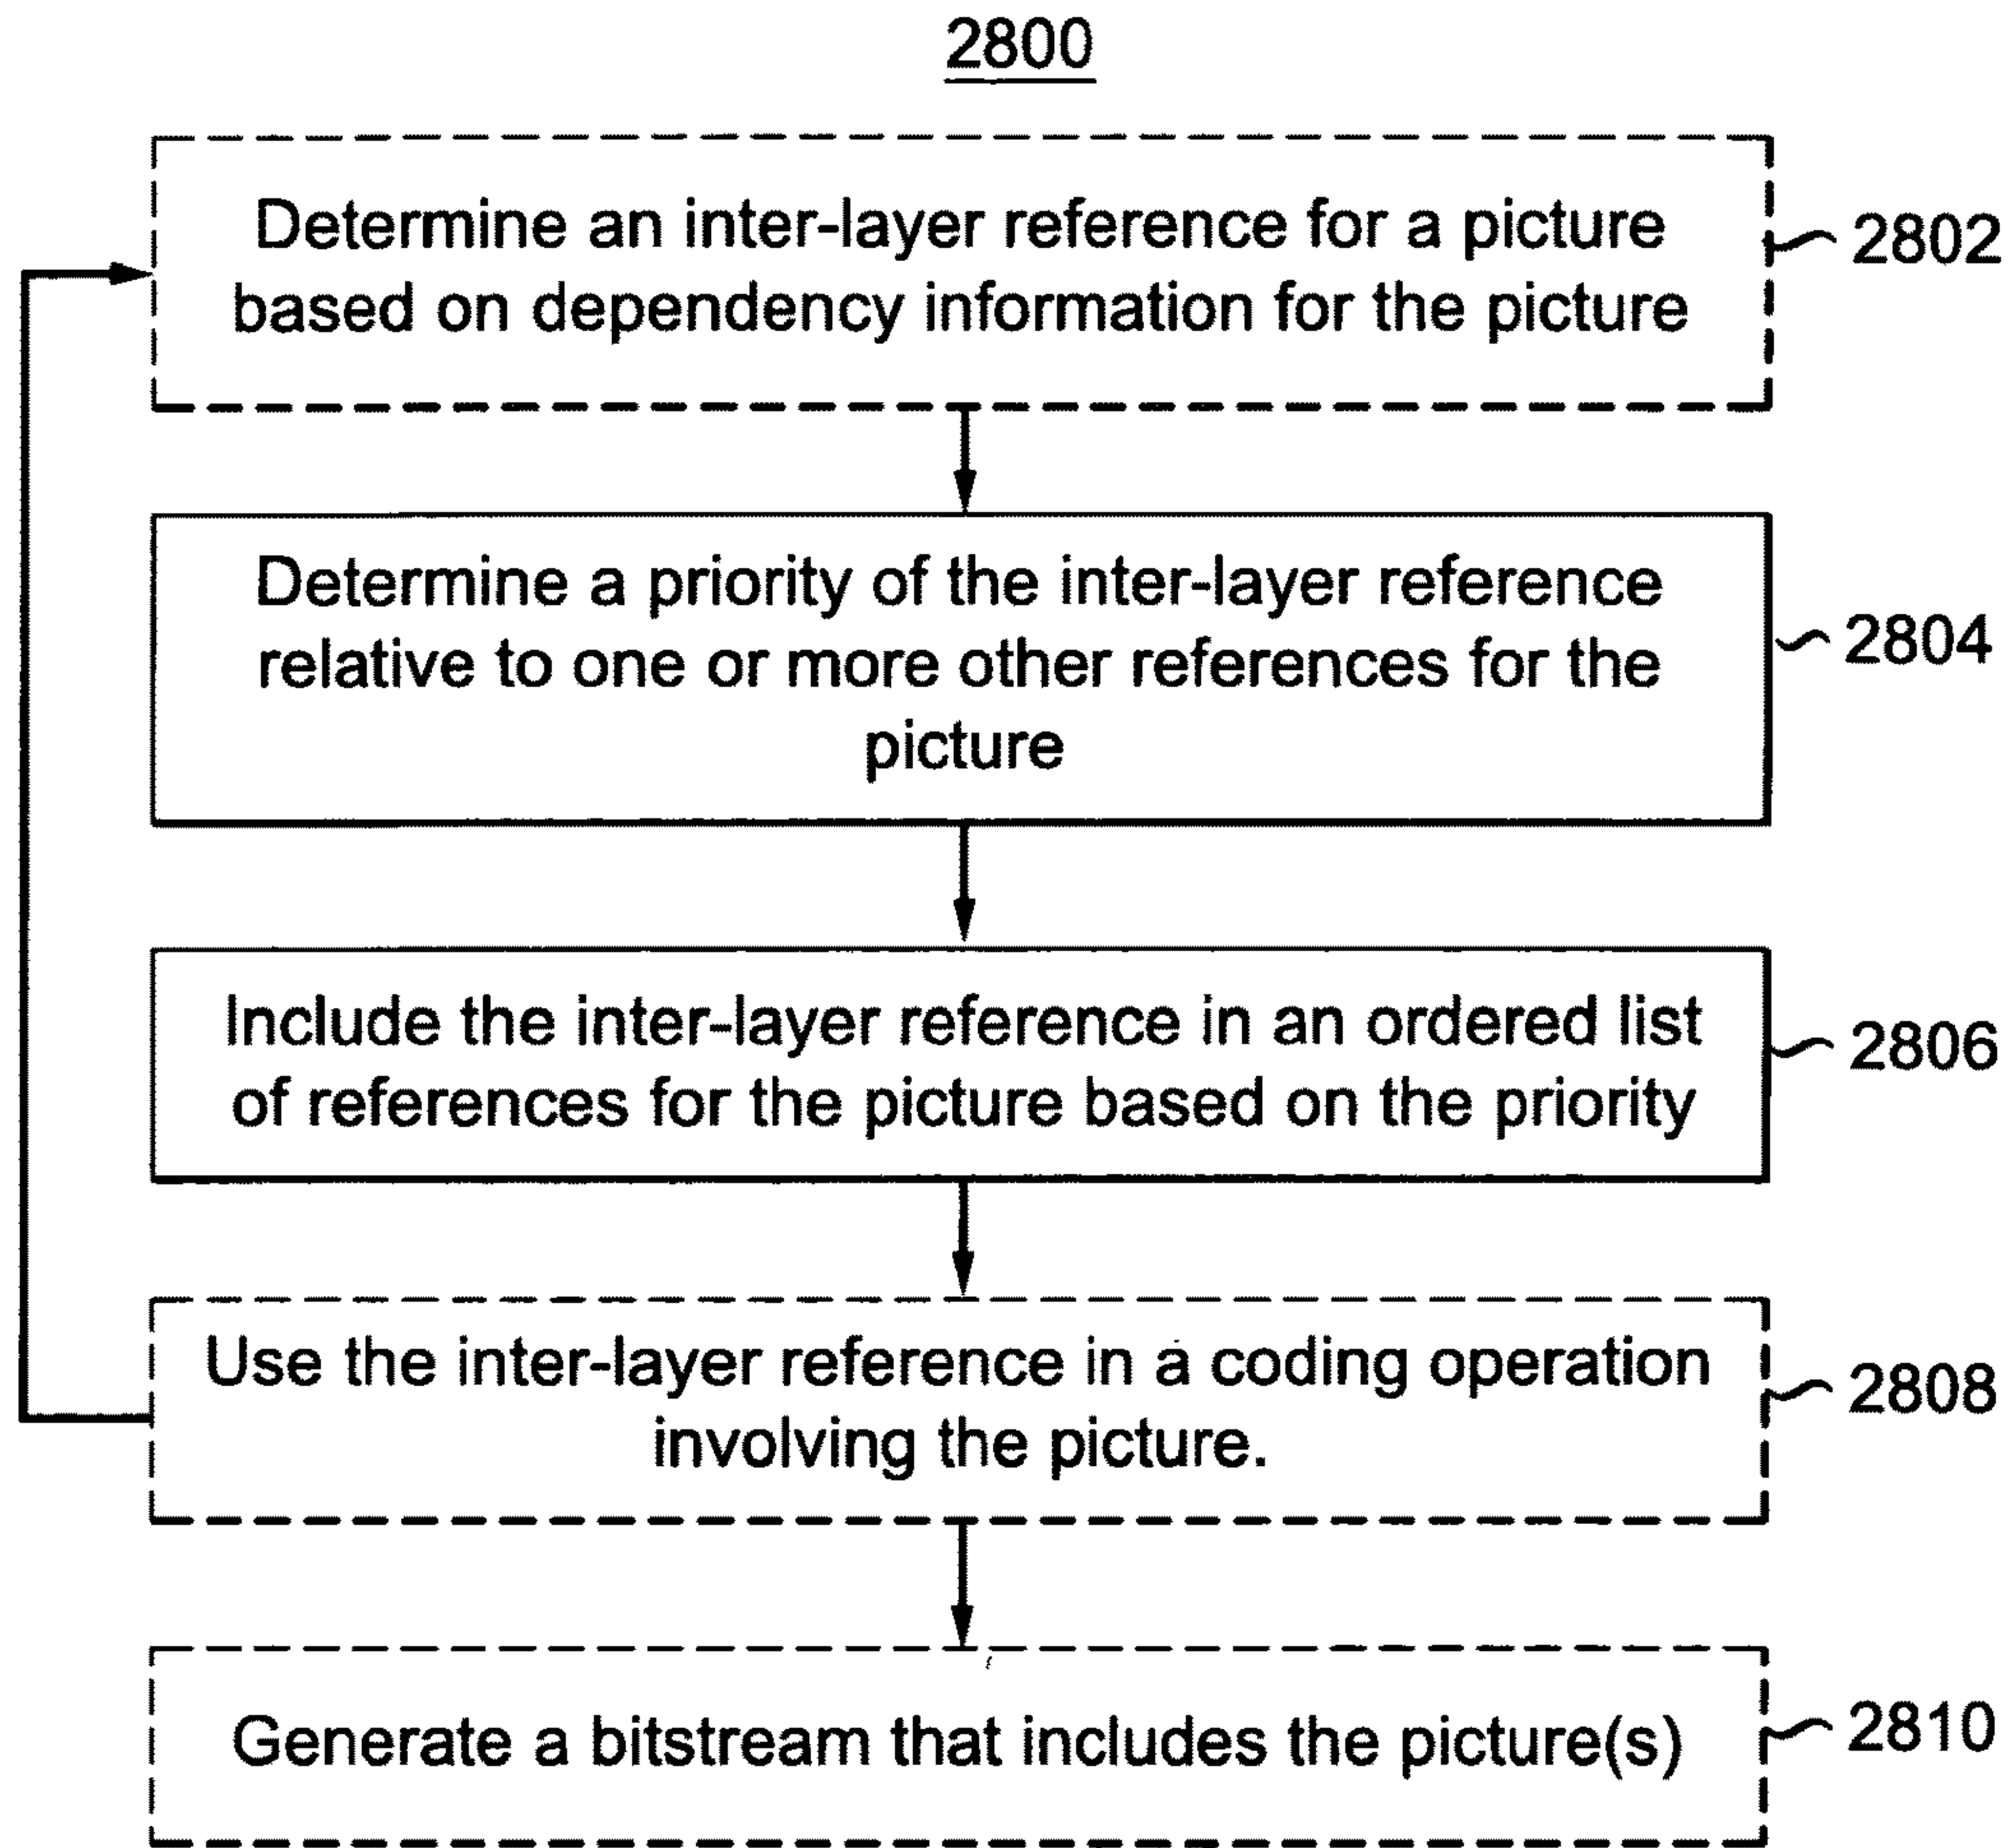 2800
Determine an inter-layer reference for a picture
based on dependency information for the picture
2802
Determine a priority of the inter-layer reference
relative to one or more other references for the
picture
2804
Include the inter-layer reference in an ordered list
of references for the picture based on the priority
2806
Use the inter-layer reference in a coding operation
involving the picture.
2808
Generate a bitstream that includes the picture(s)
2810